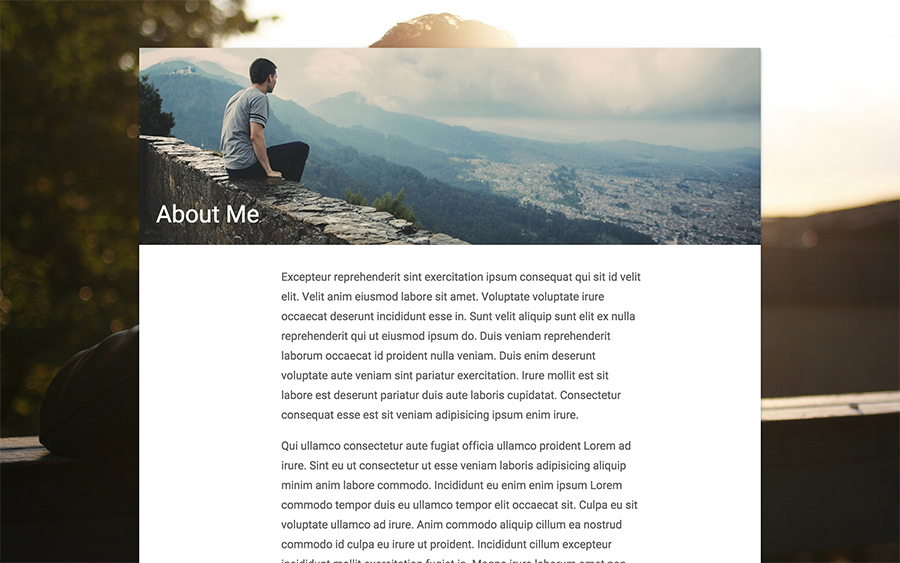 About Me
Excepteur reprehenderit sint exercitation ipsum consequat qui sit id velit
elit. Velit anim eiusmod labore sit amet. Voluptate voluptate irure
occaecat deserunt incididunt esse in. Sunt velit aliquip sunt elit ex nulla
reprehenderit qui ut eiusmod ipsum do. Duis veniam reprehenderit
laborum occaecat id proident nulla veniam. Duis enim deserunt
voluptate aute veniam sint pariatur exercitation. Irure mollit est sit
labore est deserunt pariatur duis aute laboris cupidatat. Consectetur
consequat esse est sit veniam adipisicing ipsum enim irure.
Qui ullamco consectetur aute fugiat officia ullamco proident Lorem ad
irure. Sint eu ut consectetur ut esse veniam laboris adipisicing aliquip
minim anim labore commodo. Incididunt eu enim enim ipsum Lorem
commodo tempor duis eu ullamco tempor elit occaecat sit. Culpa eu sit
voluptate ullamco ad irure. Anim commodo aliquip cillum ea nostrud
commodo id culpa eu irure ut proident. Incididunt cillum excepteur